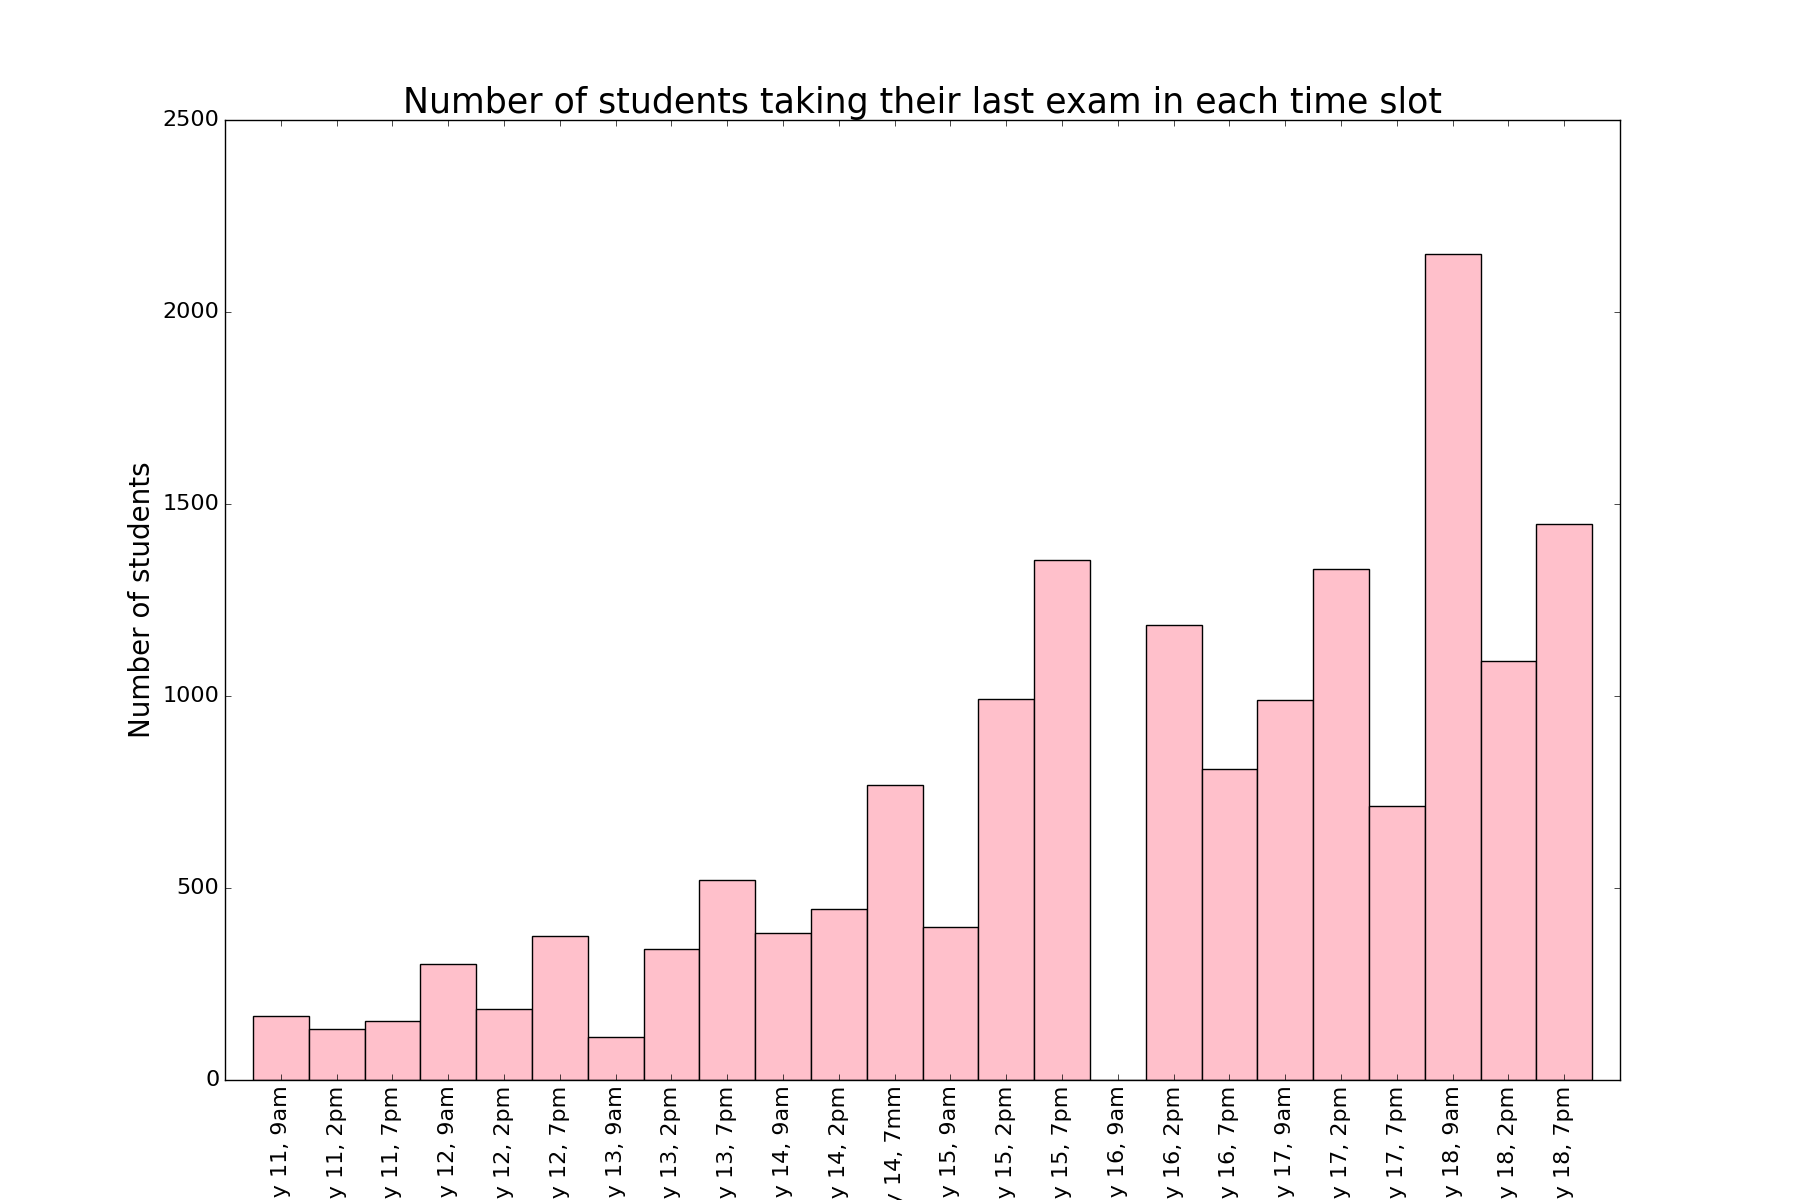 Number of students taking their last exam in each time slot
Number of students
2500
2000
1500
1000
500
0
y 11, 9am
y 11, 2pm
y 11, 7pm
y 12, 9am
y 12, 2pm
y 12, 7pm
y 13, 9am
y 13, 2pm
y 13, 7pm
y 14, 9am
y 14, 2pm
y 14, 7mm
y 15, 9am
y 15, 2pm
y 15, 7pm
y 16, 9am
y 16, 2pm
y 16, 7pm
y 17, 9am
y 17, 2pm
y 17, 7pm
y 18, 9am
y 18, 2pm
y 18, 7pm